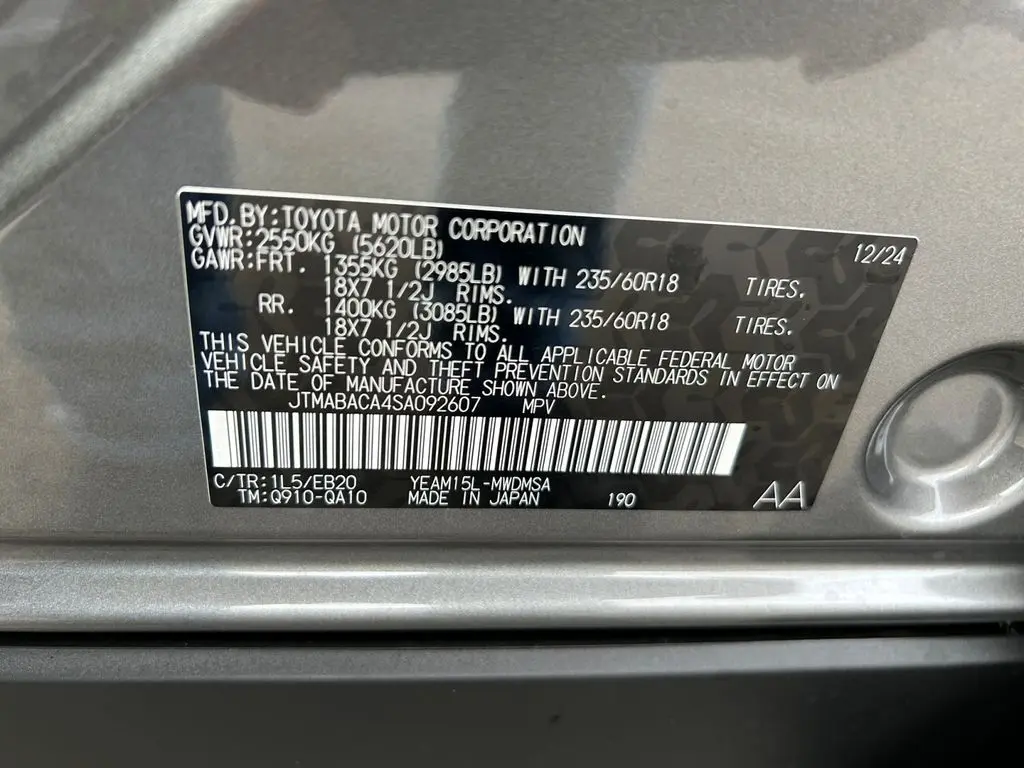 MFD.BY:TOYOTA MOTOR CORPORATION 12/24
GVWR:2550KG (5620LB)
GAWR:FRT. 1355KG (2985LB) WITH 235/60R18 TIRES.
18X7 1/2J RIMS.
RR. 1400KG (3085LB) WITH 235/60R18 TIRES.
18X7 1/2J RIMS.
THIS VEHICLE CONFORMS TO ALL APPLICABLE FEDERAL MOTOR
VEHICLE SAFETY AND THEFT PREVENTION STANDARDS IN EFFECT ON
THE DATE OF MANUFACTURE SHOWN ABOVE.
JTMABACA4SA092607 MPV
C/TR:1L5/EB20 YEAM15L-MWDMSA
TM:Q910-QA10 MADE IN JAPAN 190 AA